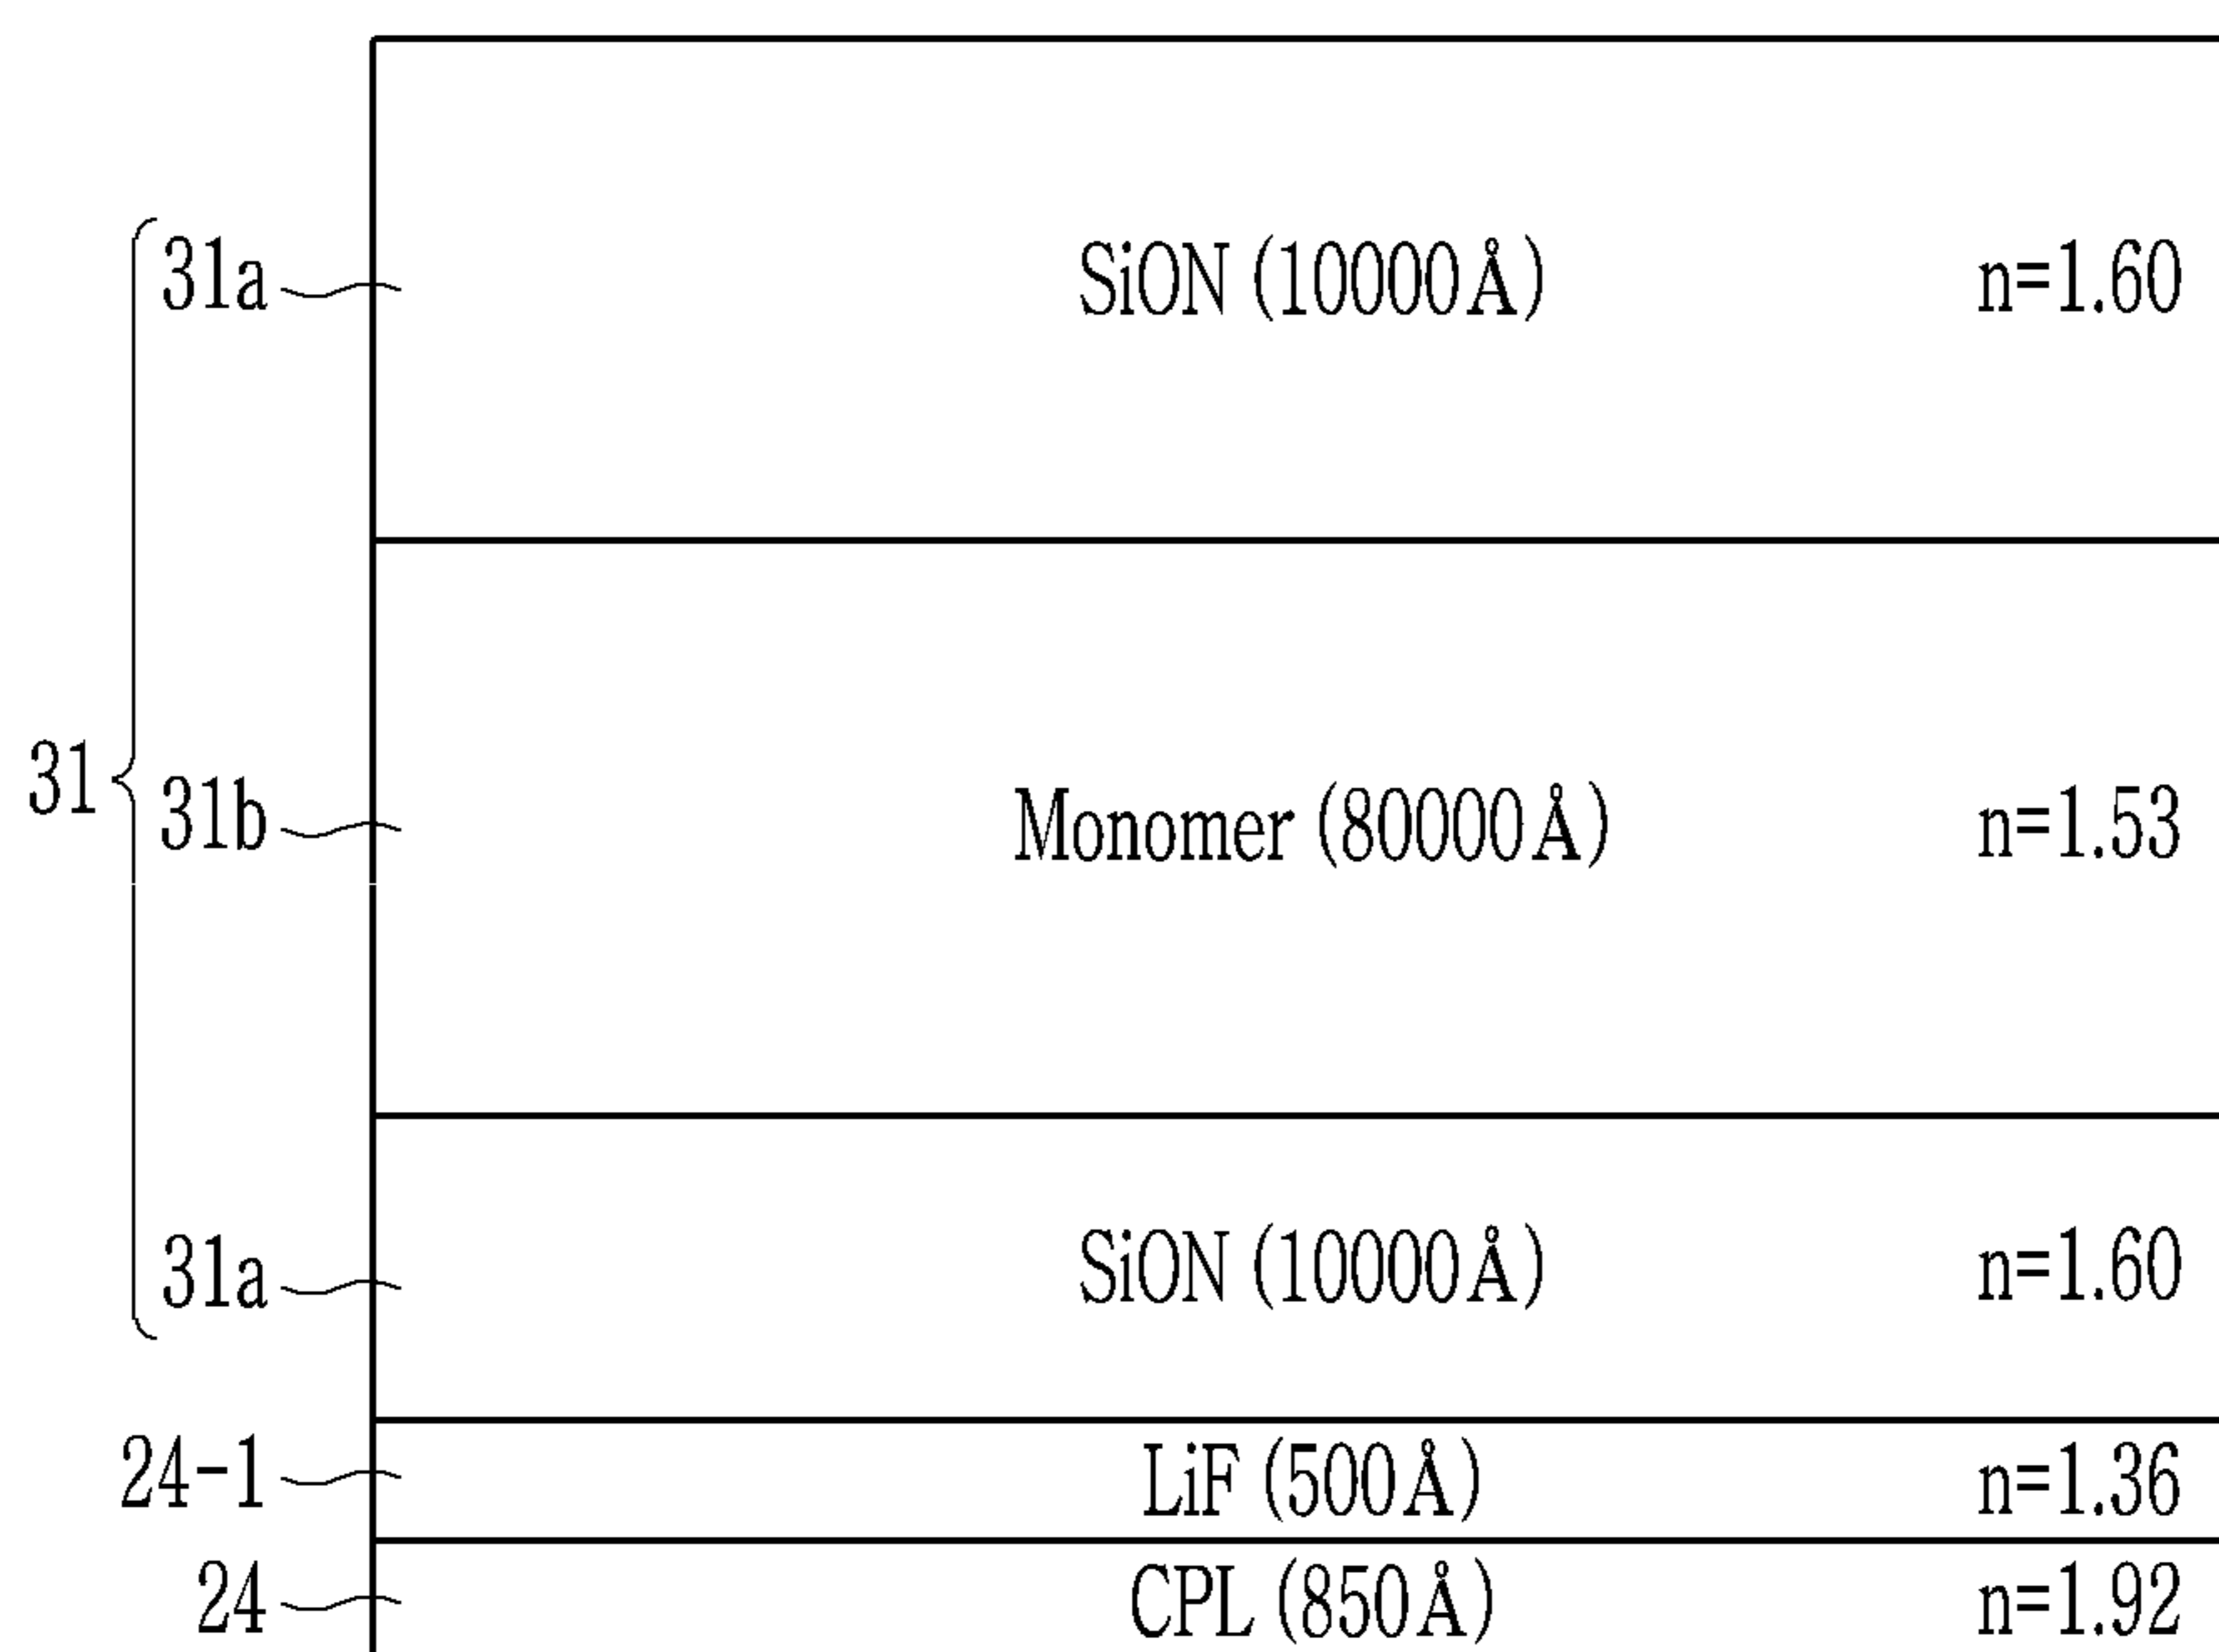 31a SiON (10000Å) n=1.60
31 31b Monomer (80000Å) n=1.53
31a SiON (10000Å) n=1.60
24-1 LiF (500Å) n=1.36
24 CPL (850Å) n=1.92